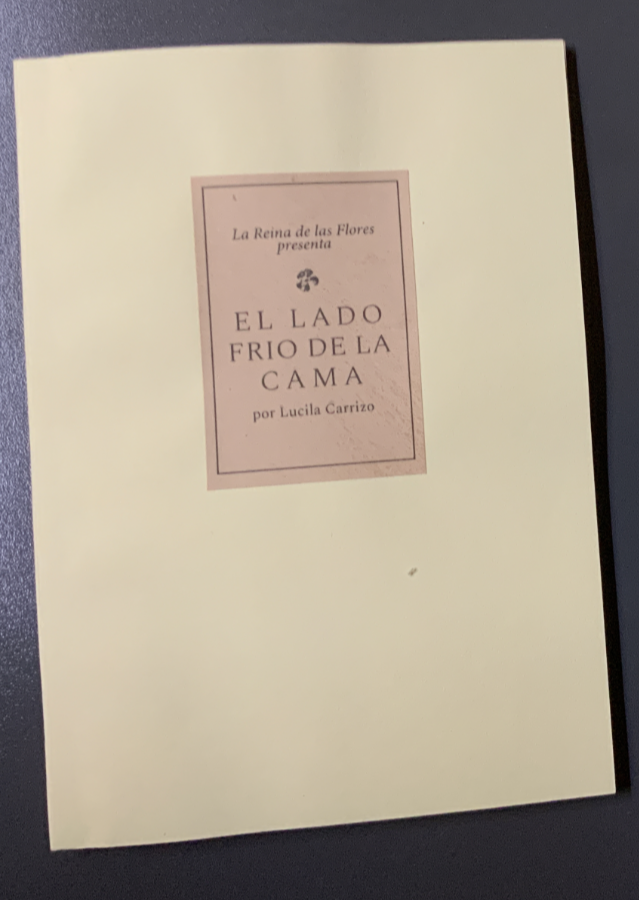 La Reina de las Flores
presenta
EL LADO
FRIO DE LA
CAMA
por Lucila Carrizo